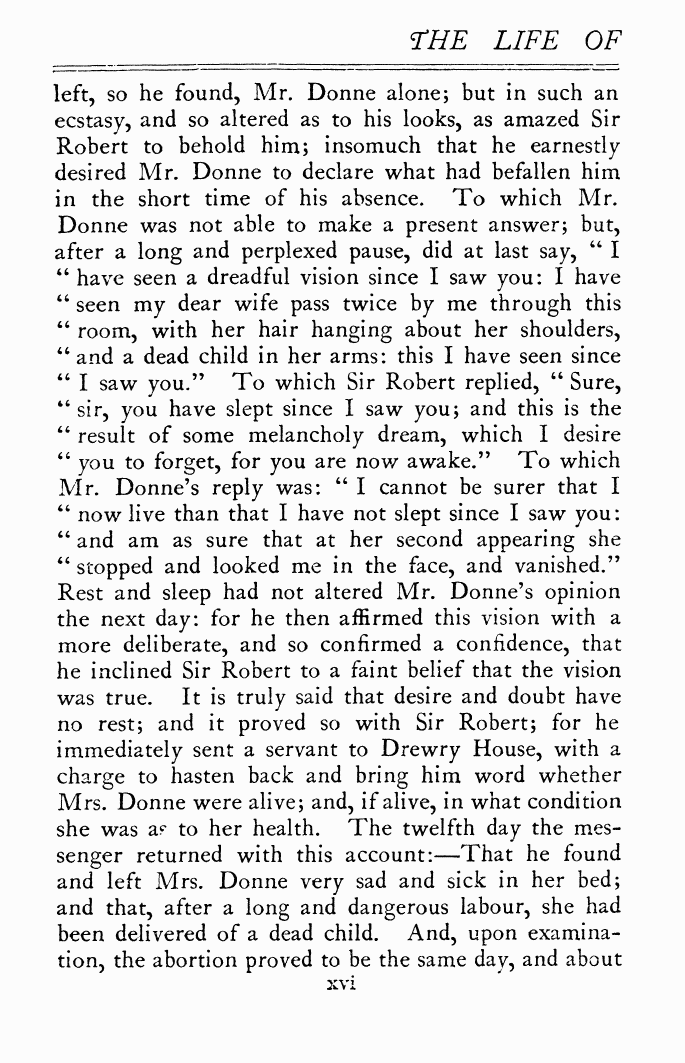 THE LIFE OF
left, so he found, Mr. Donne alone; but in such an
ecstasy, and so altered as to his looks, as amazed Sir
Robert to behold him; insomuch that he earnestly
desired Mr. Donne to declare what had befallen him
in the short time of his absence. To which Mr.
Donne was not able to make a present answer; but,
after a long and perplexed pause, did at last say, “ I
“ have seen a dreadful vision since I saw you: I have
“ seen my dear wife pass twice by me through this
“ room, with her hair hanging about her shoulders,
“ and a dead child in her arms: this I have seen since
“ I saw you.” To which Sir Robert replied, “ Sure,
“ sir, you have slept since I saw you; and this is the
“ result of some melancholy dream, which I desire
“ you to forget, for you are now awake.” To which
Mr. Donne’s reply was: “ I cannot be surer that I
“ now live than that I have not slept since I saw you:
“ and am as sure that at her second appearing she
“ stopped and looked me in the face, and vanished.”
Rest and sleep had not altered Mr. Donne’s opinion
the next day: for he then affirmed this vision with a
more deliberate, and so confirmed a confidence, that
he inclined Sir Robert to a faint belief that the vision
was true. It is truly said that desire and doubt have
no rest; and it proved so with Sir Robert; for he
immediately sent a servant to Drewry House, with a
charge to hasten back and bring him word whether
Mrs. Donne were alive; and, if alive, in what condition
she was as to her health. The twelfth day the mes-
senger returned with this account:—That he found
and left Mrs. Donne very sad and sick in her bed;
and that, after a long and dangerous labour, she had
been delivered of a dead child. And, upon examina-
tion, the abortion proved to be the same day, and about
xvi